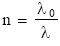 n = λ₀ / λ